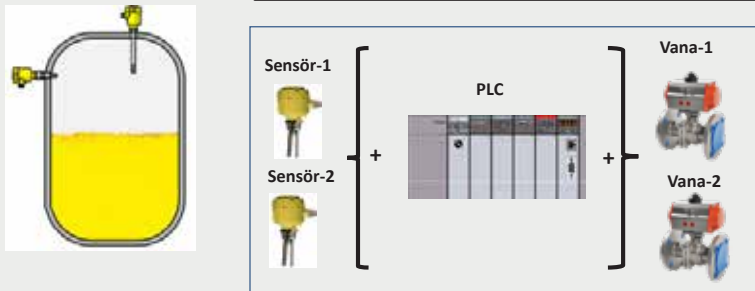 Sensör-1
Sensör-2
+
PLC
+
Vana-1
Vana-2